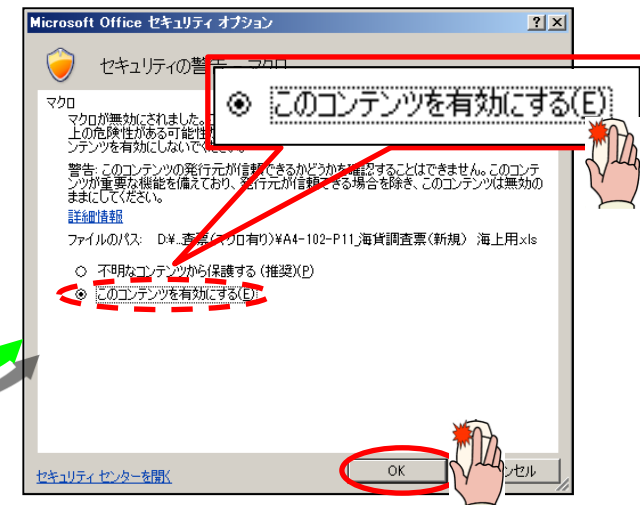 Microsoft Office セキュリティ オプション
セキュリティの警告 - マクロ
このコンテンツを有効にする(E)
マクロ
マクロが無効にされました。
上の危険性がある可能性
ンテンツを有効にしないで
警告: このコンテンツの発行元が信頼できるかどうかを確認することはできません。このコンテ
ンツが重要な機能を備えており、発行元が信頼できる場合を除き、このコンテンツは無効の
ままにしてください。
詳細情報
ファイルのパス: D:¥...査票(マクロ有り)¥A4-102-P11_海貨調査票(新規) 海上用.xls
不明なコンテンツから保護する (推奨)(P)
このコンテンツを有効にする(E)
セキュリティ センターを開く
OK
ンセル